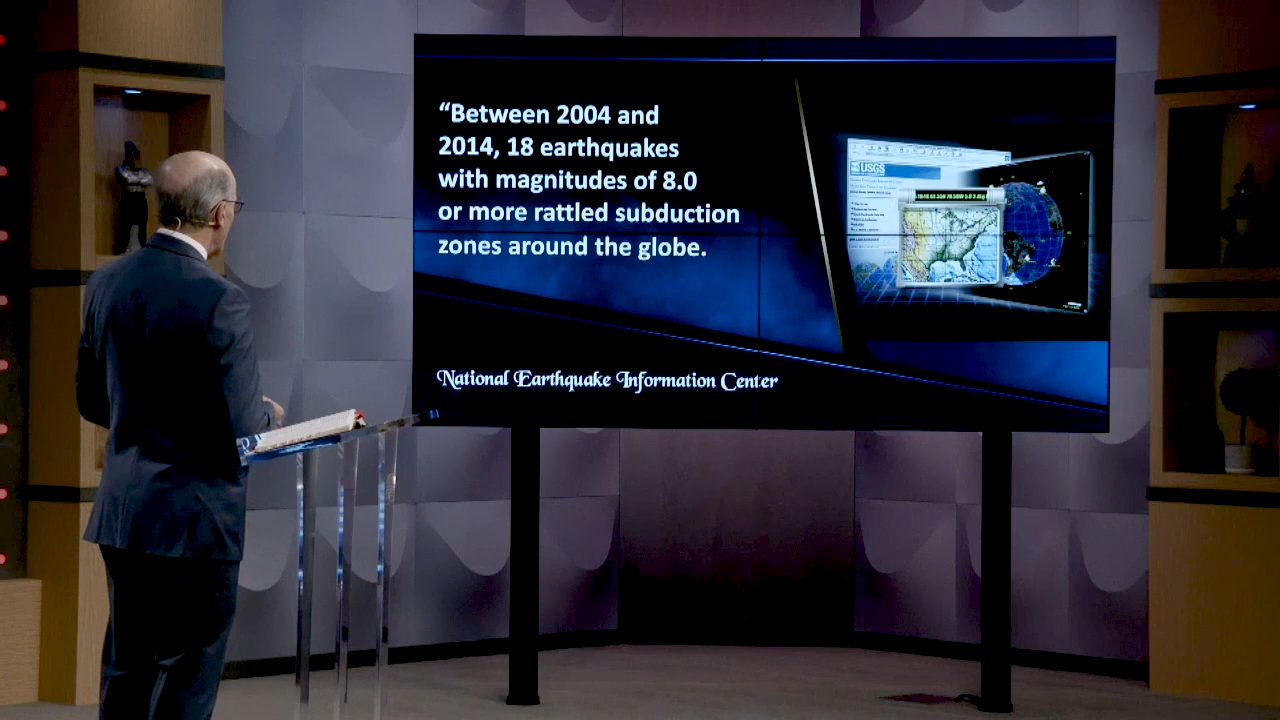 “Between 2004 and
2014, 18 earthquakes
with magnitudes of 8.0
or more rattled subduction
zones around the globe.
National Earthquake Information Center
USGS